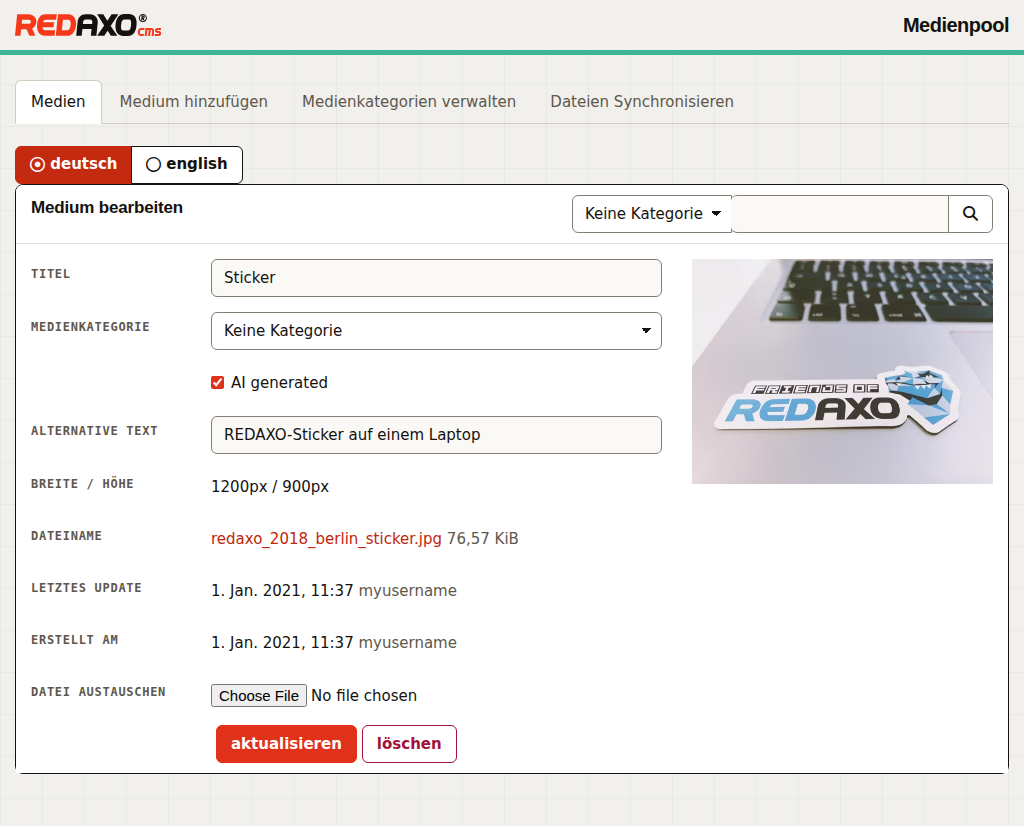 REDAXO® cms
Medienpool
Medien Medium hinzufügen Medienkategorien verwalten Dateien Synchronisieren
deutsch english
Medium bearbeiten Keine Kategorie
TITEL Sticker
MEDIENKATEGORIE Keine Kategorie
AI generated
ALTERNATIVE TEXT REDAXO-Sticker auf einem Laptop
BREITE / HÖHE 1200px / 900px
DATEINAME redaxo_2018_berlin_sticker.jpg 76,57 KiB
LETZTES UPDATE 1. Jan. 2021, 11:37 myusername
ERSTELLT AM 1. Jan. 2021, 11:37 myusername
DATEI AUSTAUSCHEN Choose File No file chosen
aktualisieren löschen
FRIENDS OF
REDAXO